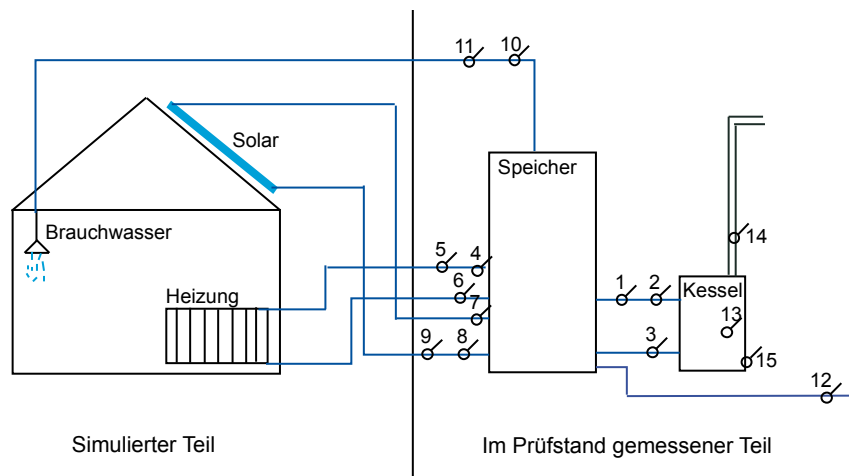 11
10
Solar
Speicher
Brauchwasser
14
5
4
6
1
2
Kessel
Heizung
7
13
9
8
3
15
12
Simulierter Teil
Im Prüfstand gemessener Teil